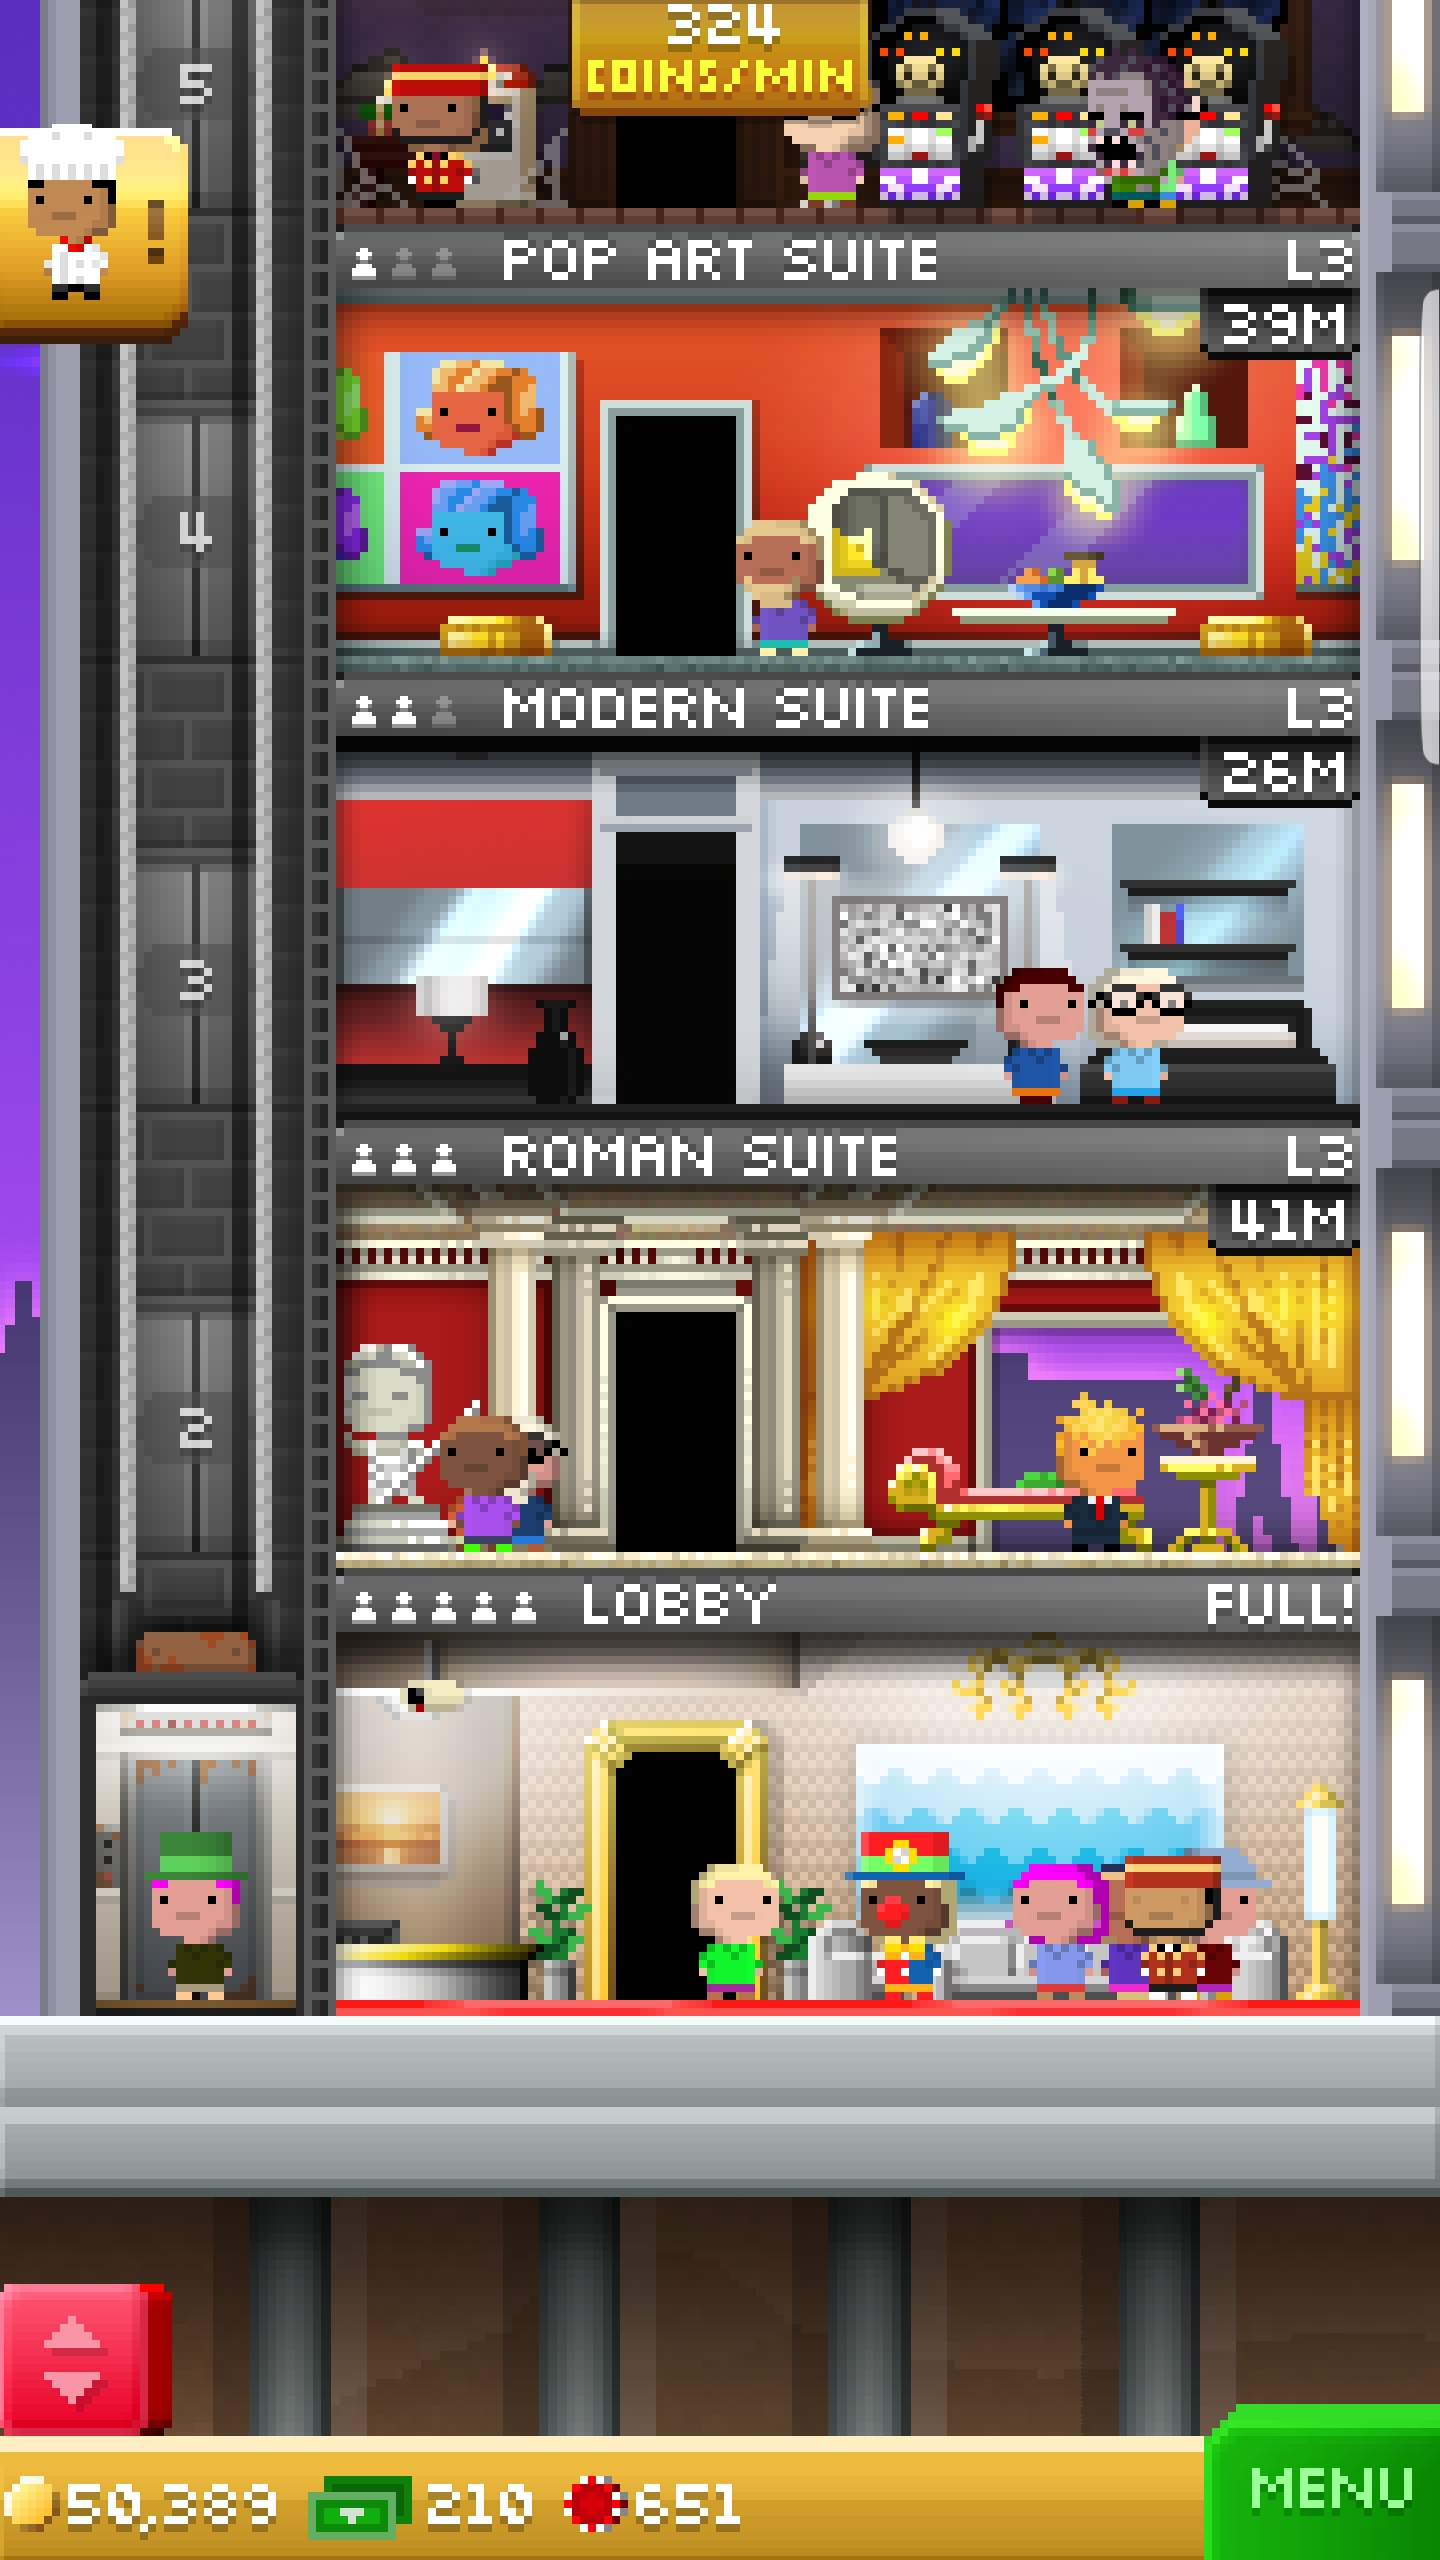 5
324
COINS/MIN
!
POP ART SUITE L3
39M
4
MODERN SUITE L3
26M
3
ROMAN SUITE L3
41M
2
LOBBY FULL!
50,389 210 651
MENU